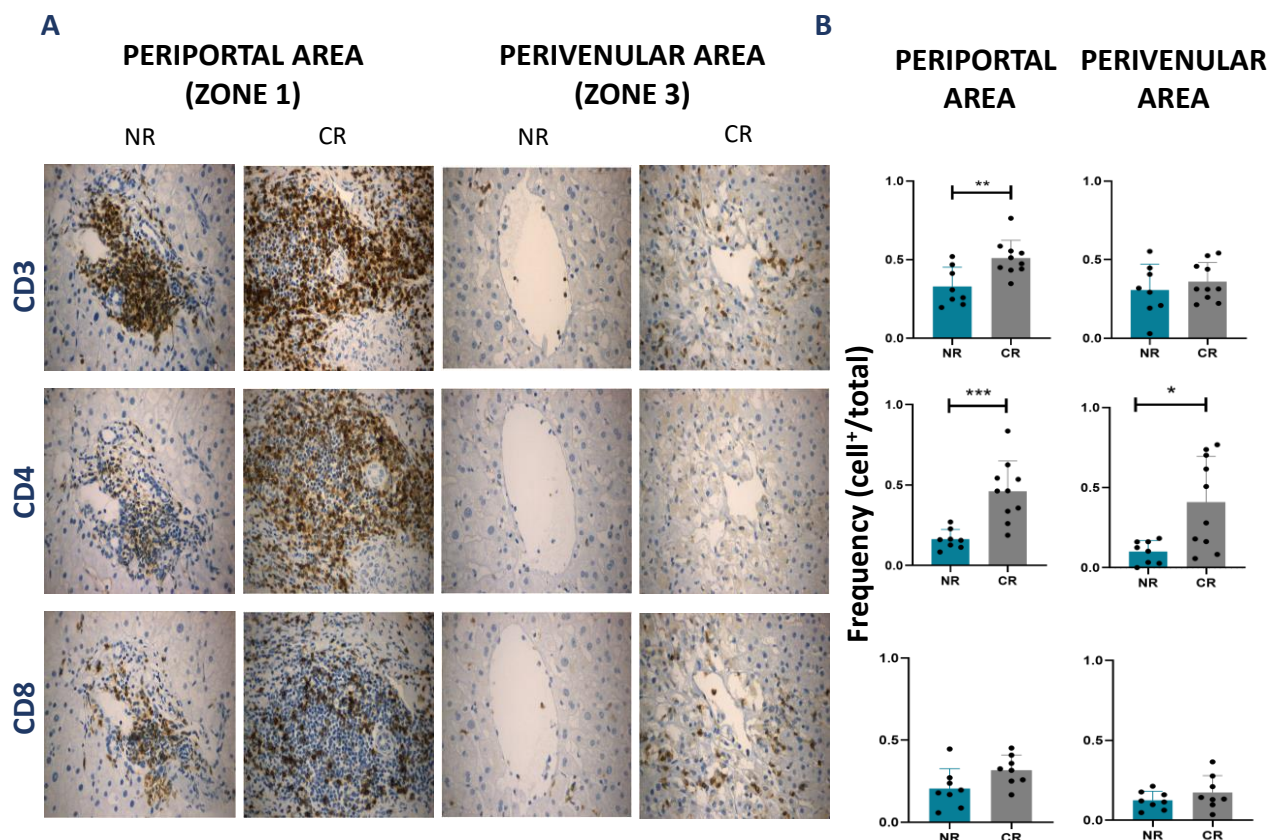 A
B
PERIPORTAL AREA
(ZONE 1)
PERIVENULAR AREA
(ZONE 3)
PERIPORTAL
AREA
PERIVENULAR
AREA
NR
CR
NR
CR
CD3
CD4
CD8
Frequency (cell⁺/total)
1.0
0.5
0.0
**
NR
CR
1.0
0.5
0.0
NR
CR
1.0
0.5
0.0
***
NR
CR
1.0
0.5
0.0
*
NR
CR
1.0
0.5
0.0
NR
CR
1.0
0.5
0.0
NR
CR